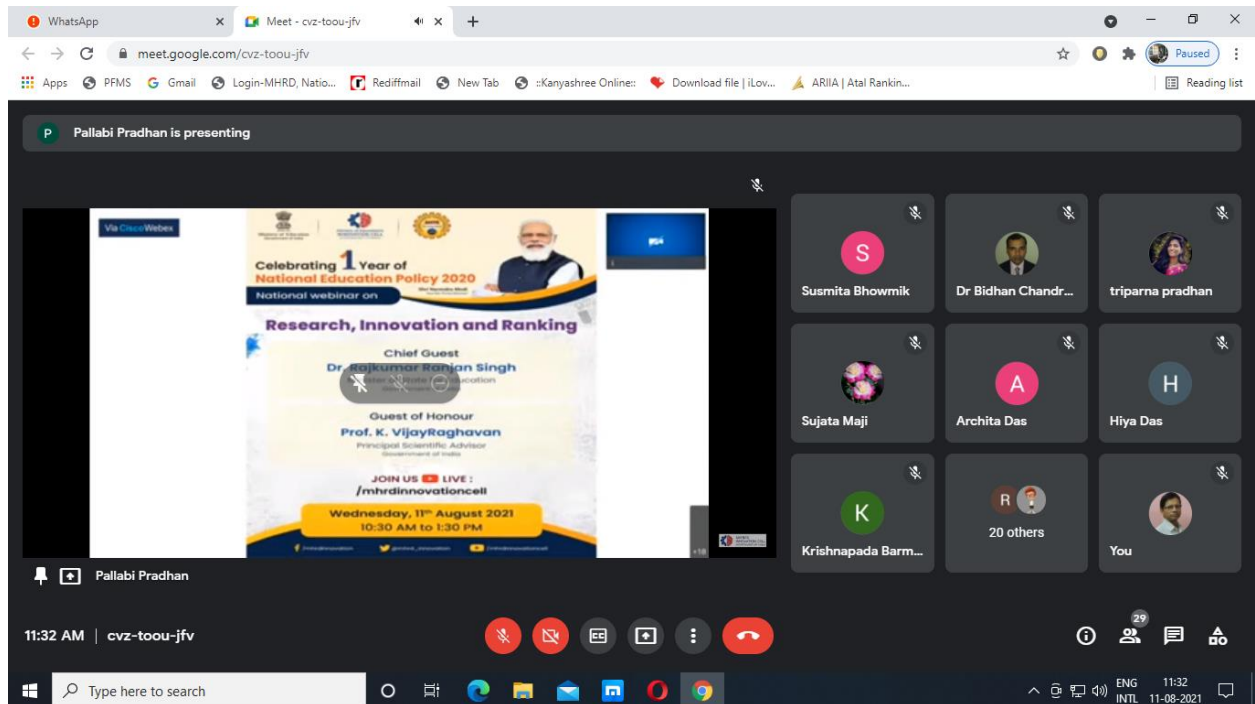 WhatsApp
Meet - cvz-toou-jfv
meet.google.com/cvz-toou-jfv
Paused
Apps PFMS Gmail Login-MHRD, Natio... Rediffmail New Tab ::Kanyashree Online:: Download file | iLov... ARIIA | Atal Rankin... Reading list
P Pallabi Pradhan is presenting
Via Cisco Webex
Celebrating 1 Year of
National Education Policy 2020
National webinar on
Research, Innovation and Ranking
Chief Guest
Dr. Rajkumar Ranjan Singh
Guest of Honour
Prof. K. VijayRaghavan
Principal Scientific Advisor
Government of India
JOIN US LIVE :
/mhrdinnovationcell
Wednesday, 11TH August 2021
10:30 AM to 1:30 PM
+18
S
Susmita Bhowmik
Dr Bidhan Chandr...
triparna pradhan
Sujata Maji
A
Archita Das
H
Hiya Das
K
Krishnapada Barm...
R
20 others
You
Pallabi Pradhan
11:32 AM | cvz-toou-jfv
CC
29
Type here to search
ENG
INTL
11:32
11-08-2021